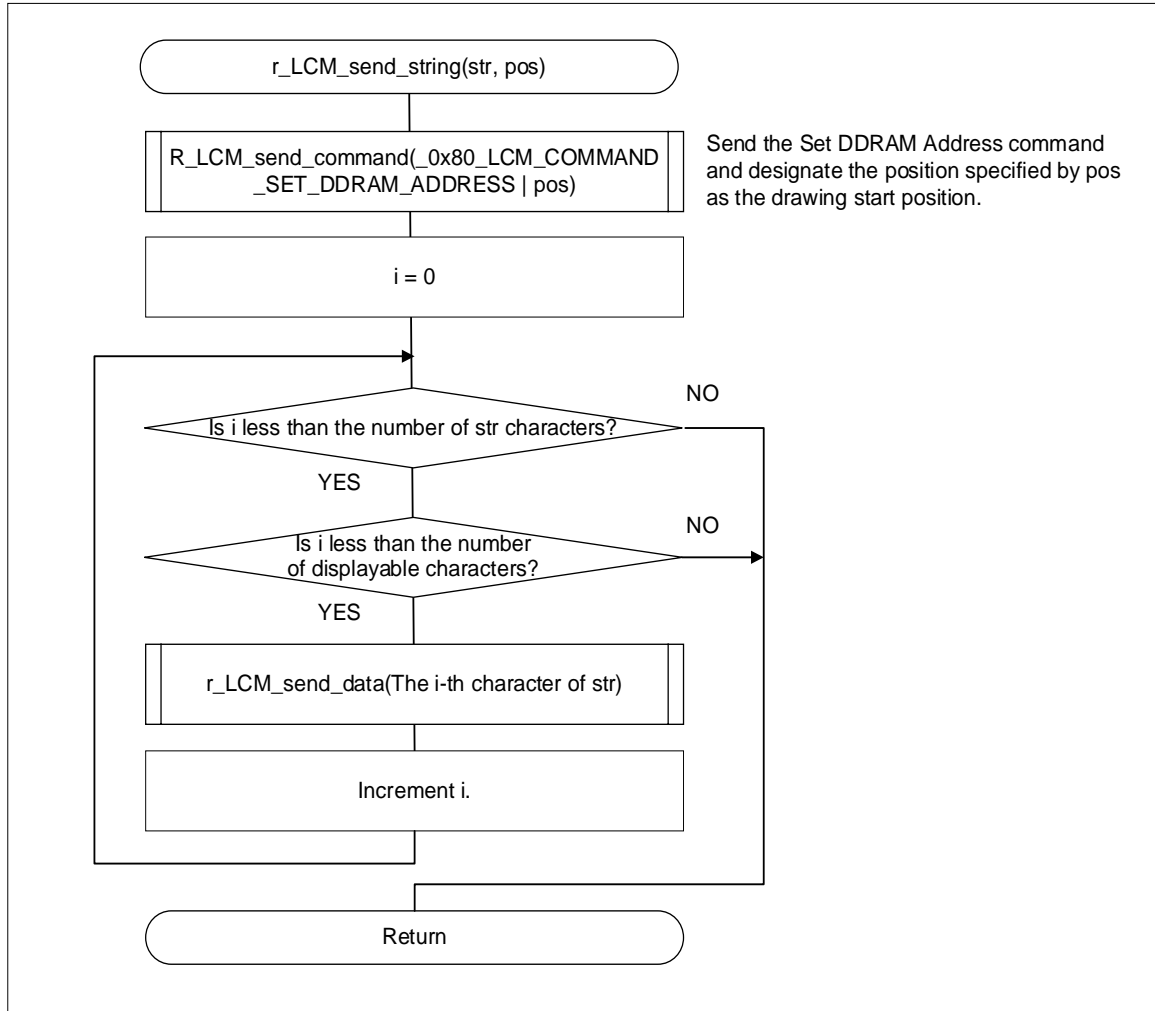 r_LCM_send_string(str, pos)
R_LCM_send_command(_0x80_LCM_COMMAND
_SET_DDRAM_ADDRESS | pos)
Send the Set DDRAM Address command
and designate the position specified by pos
as the drawing start position.
i = 0
NO
Is i less than the number of str characters?
YES
NO
Is i less than the number
of displayable characters?
YES
r_LCM_send_data(The i-th character of str)
Increment i.
Return